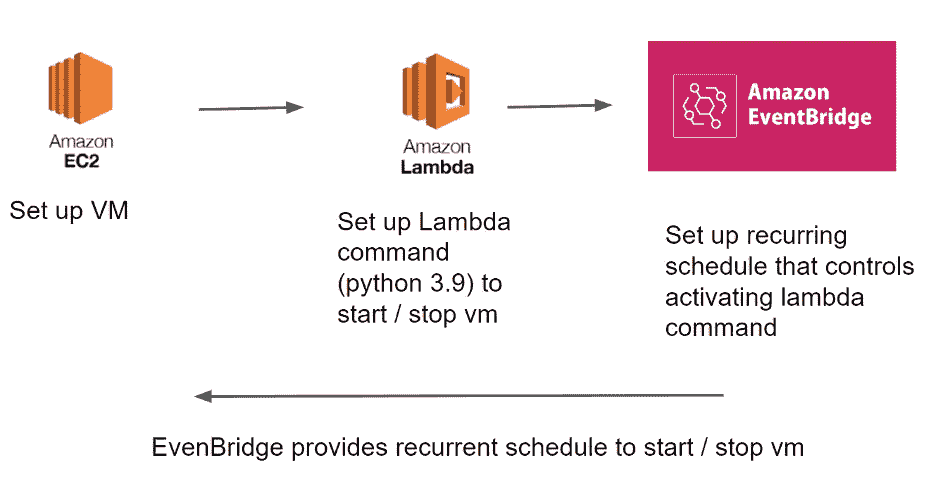 Amazon
EC2
Set up VM
Amazon
Lambda
Set up Lambda
command
(python 3.9) to
start / stop vm
Amazon
EventBridge
Set up recurring
schedule that controls
activating lambda
command
EvenBridge provides recurrent schedule to start / stop vm